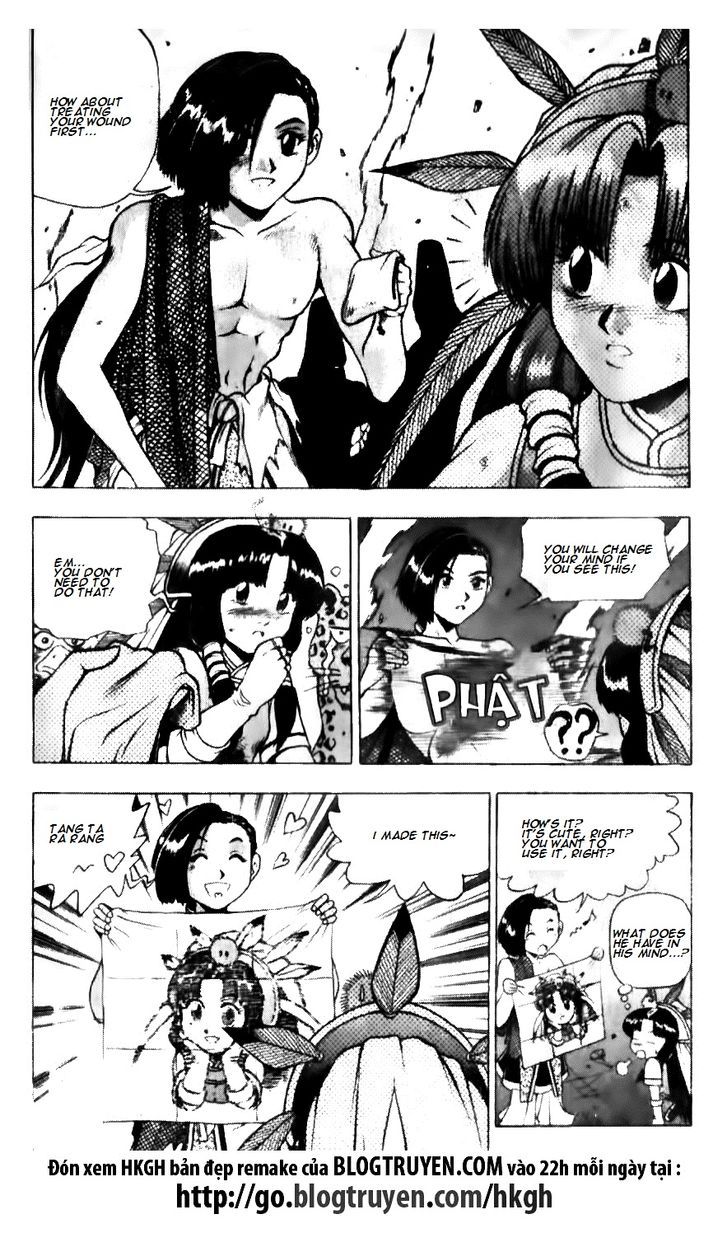 HOW ABOUT
TREATING
YOUR WOUND
FIRST...
EM...
YOU DON'T
NEED TO
DO THAT!
YOU WILL CHANGE
YOUR MIND IF
YOU SEE THIS!
PHẬT
??
TANG TA
RA RANG
I MADE THIS~
HOW'S IT?
IT'S CUTE, RIGHT?
YOU WANT TO
USE IT, RIGHT?
WHAT DOES
HE HAVE IN
HIS MIND...?
Đón xem HKGH bản đẹp remake của BLOGTRUYEN.COM vào 22h mỗi ngày tại :
http://go.blogtruyen.com/hkgh